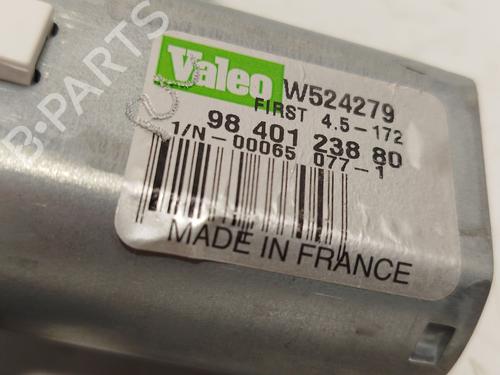 B-PARTS
Valeo W524279
FIRST 4.5-172
98 401 238 80
1/N-00065 077-1
MADE IN FRANCE